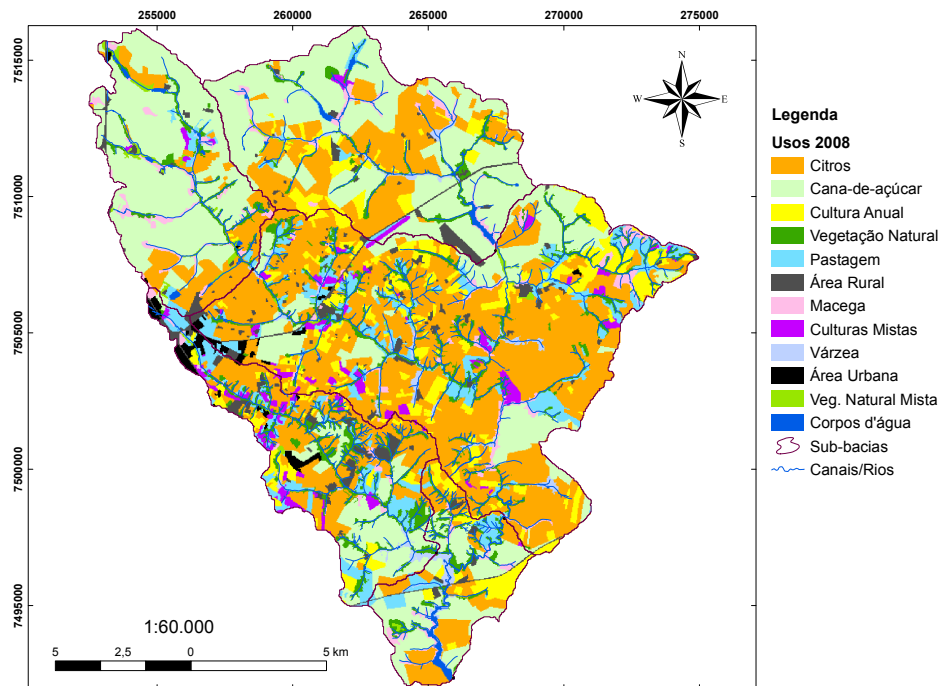 255000 260000 265000 270000 275000
7515000
7510000
7505000
7500000
7495000
N
W E
S
Legenda
Usos 2008
Citros
Cana-de-açúcar
Cultura Anual
Vegetação Natural
Pastagem
Área Rural
Macega
Culturas Mistas
Várzea
Área Urbana
Veg. Natural Mista
Corpos d'água
Sub-bacias
Canais/Rios
1:60.000
5 2,5 0 5 km